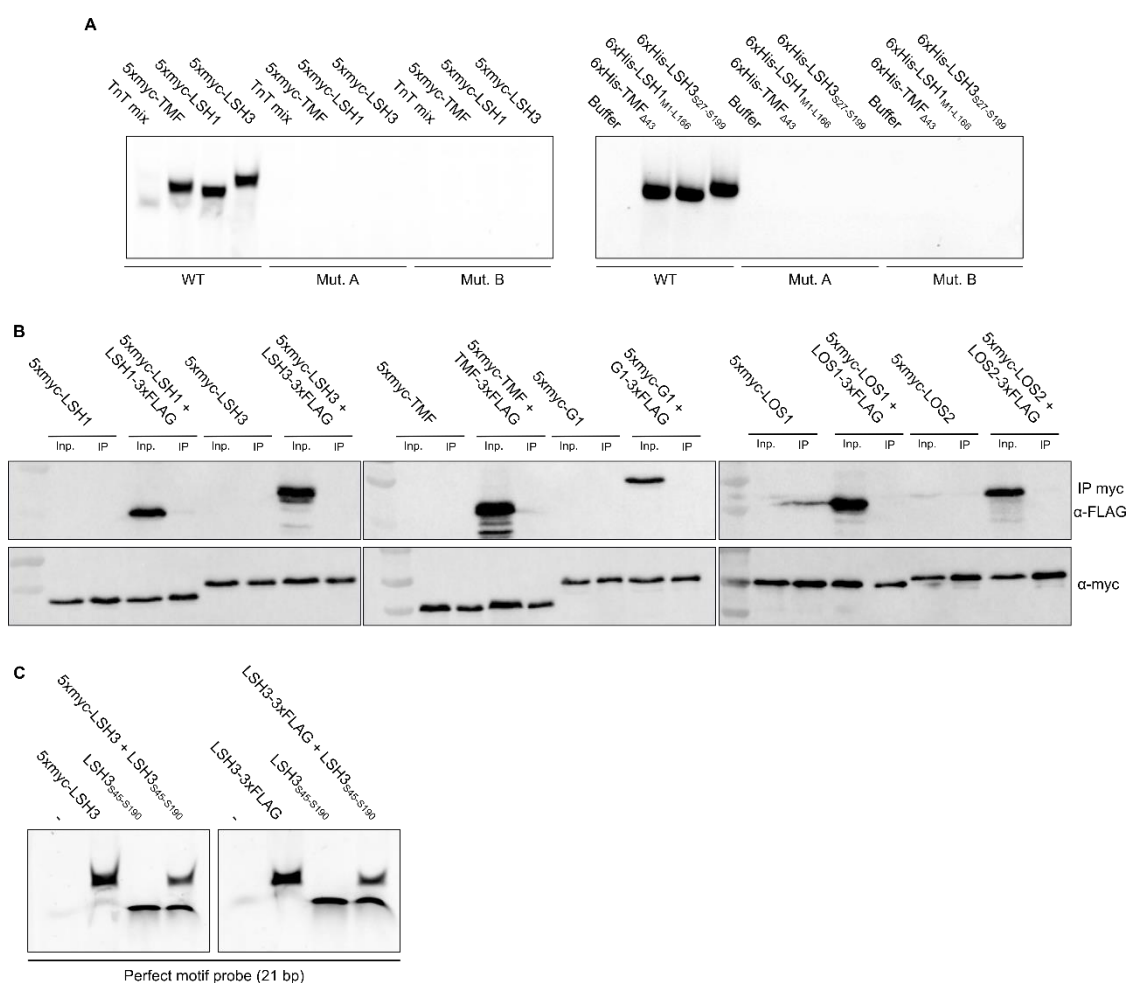 A
TnT mix
5xmyc-TMF
5xmyc-LSH1
5xmyc-LSH3
TnT mix
5xmyc-TMF
5xmyc-LSH1
5xmyc-LSH3
TnT mix
5xmyc-TMF
5xmyc-LSH1
5xmyc-LSH3
WT
Mut. A
Mut. B
Buffer
6xHis-TMFΔ43
6xHis-LSH1M1-L166
6xHis-LSH3S27-S199
Buffer
6xHis-TMFΔ43
6xHis-LSH1M1-L166
6xHis-LSH3S27-S199
Buffer
6xHis-TMFΔ43
6xHis-LSH1M1-L166
6xHis-LSH3S27-S199
WT
Mut. A
Mut. B
B
5xmyc-LSH1
5xmyc-LSH1 +
LSH1-3xFLAG
5xmyc-LSH3
5xmyc-LSH3 +
LSH3-3xFLAG
5xmyc-TMF
5xmyc-TMF +
TMF-3xFLAG
5xmyc-G1
5xmyc-G1 +
G1-3xFLAG
5xmyc-LOS1
5xmyc-LOS1 +
LOS1-3xFLAG
5xmyc-LOS2
5xmyc-LOS2 +
LOS2-3xFLAG
Inp. IP Inp. IP Inp. IP Inp. IP
Inp. IP Inp. IP Inp. IP Inp. IP
Inp. IP Inp. IP Inp. IP Inp. IP
IP myc
α-FLAG
α-myc
C
-
5xmyc-LSH3
LSH3S45-S190
5xmyc-LSH3 + LSH3S45-S190
-
LSH3-3xFLAG
LSH3S45-S190
LSH3-3xFLAG + LSH3S45-S190
Perfect motif probe (21 bp)